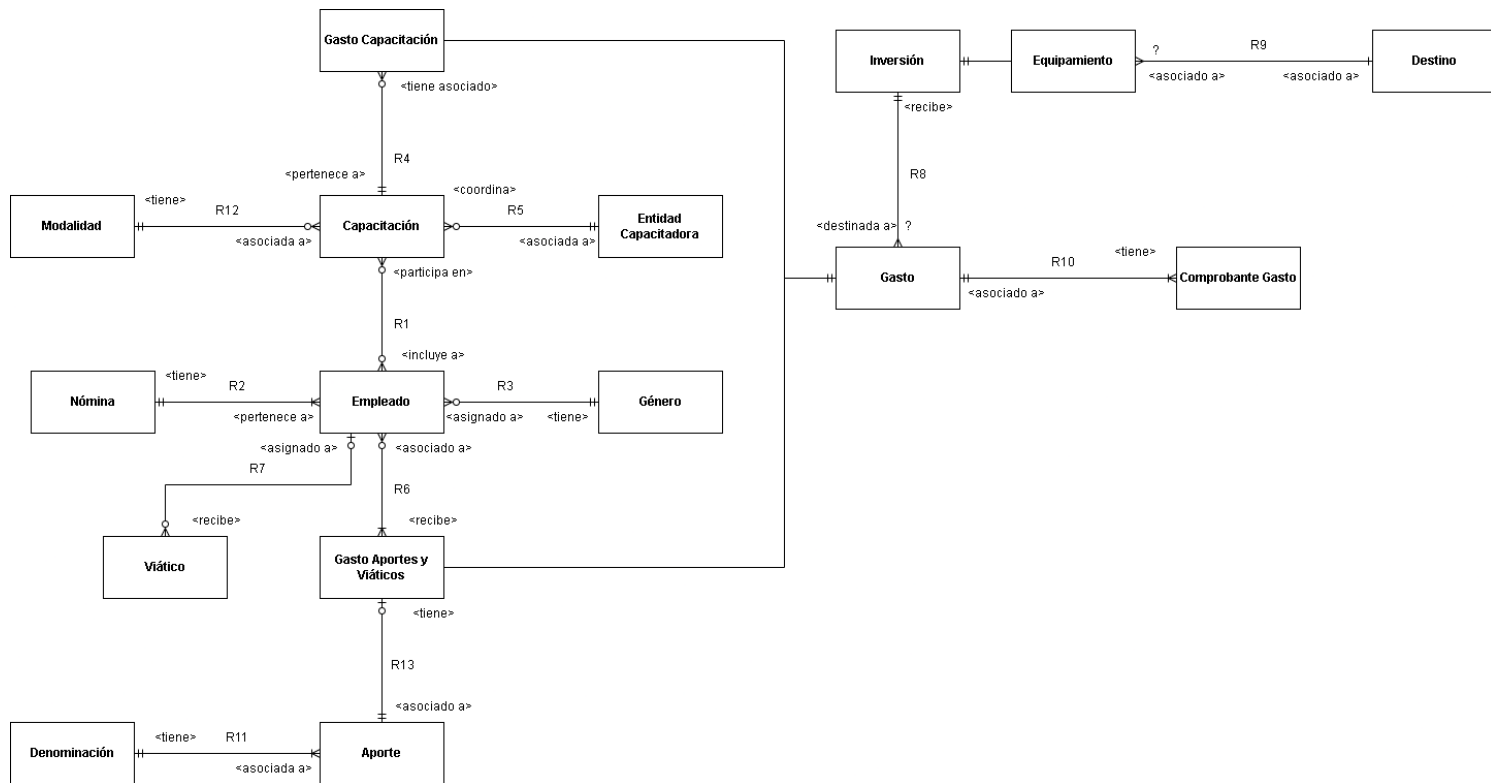 Gasto Capacitación
<tiene asociado>
R4
<pertenece a>
Inversión
<recibe>
Equipamiento
?
<asociado a>
R9
<asociado a>
Destino
R8
<destinada a>
?
Modalidad
<tiene>
R12
<asociada a>
Capacitación
<coordina>
R5
<asociada a>
Entidad
Capacitadora
<participa en>
R1
<incluye a>
Gasto
<asociado a>
R10
<tiene>
Comprobante Gasto
Nómina
<tiene>
R2
<pertenece a>
Empleado
R3
<asignado a>
<tiene>
Género
<asignado a>
<asociado a>
R7
R6
<recibe>
<recibe>
Viático
Gasto Aportes y
Viáticos
<tiene>
R13
<asociado a>
Denominación
<tiene>
R11
<asociada a>
Aporte